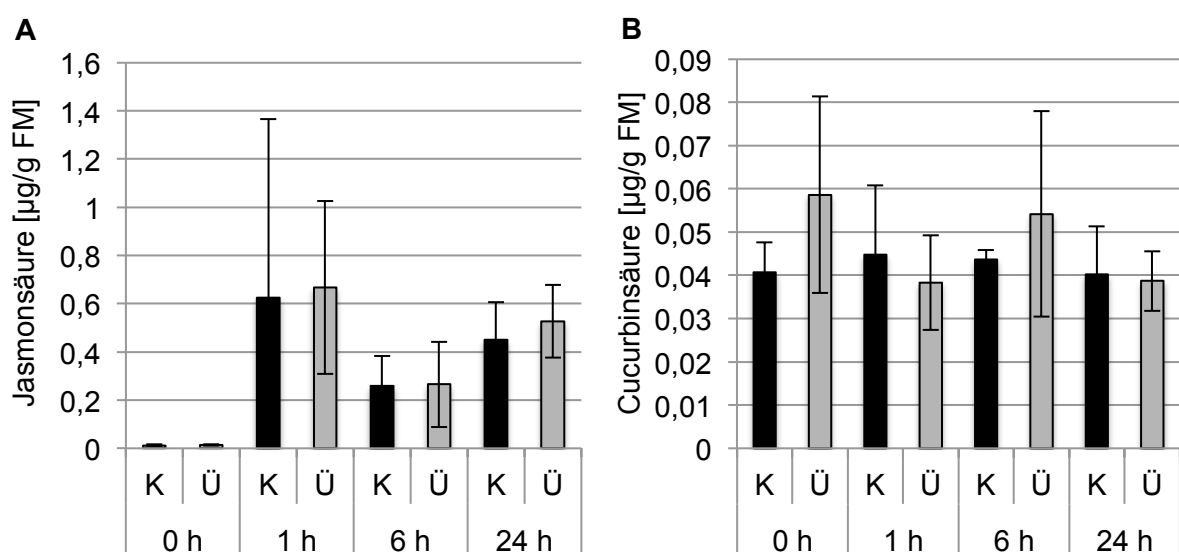 A
Jasmonsäure [µg/g FM]
1,6
1,4
1,2
1
0,8
0,6
0,4
0,2
0
K Ü K Ü K Ü K Ü
0 h 1 h 6 h 24 h
B
Cucurbinsäure [µg/g FM]
0,09
0,08
0,07
0,06
0,05
0,04
0,03
0,02
0,01
0
K Ü K Ü K Ü K Ü
0 h 1 h 6 h 24 h